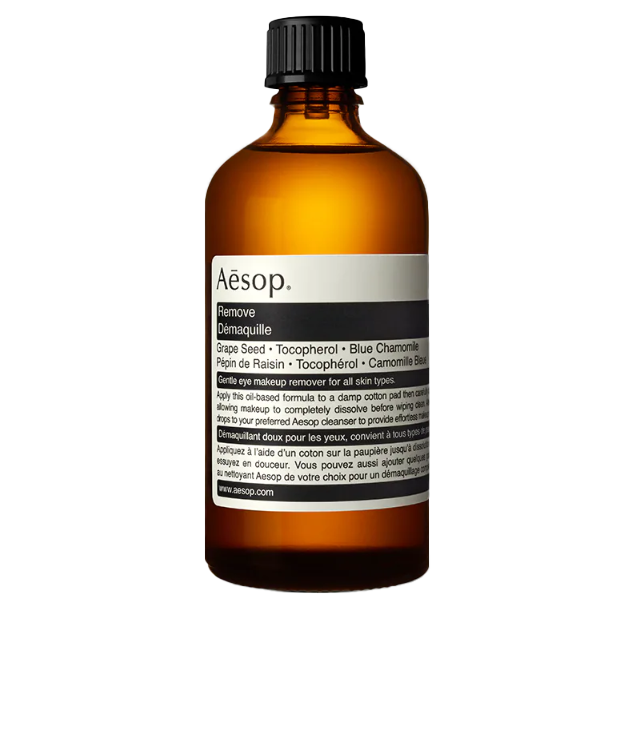 Aēsop.®
Remove
Démaquille
Grape Seed • Tocopherol • Blue Chamomile
Pépin de Raisin • Tocophérol • Camomille Bleue
Gentle eye makeup remover for all skin types.
Apply this oil-based formula to a damp cotton pad then
allowing makeup to completely dissolve before wiping clean.
drops to your preferred Aesop cleanser to provide effortless
Démaquillant doux pour les yeux, convient à tous types
Appliquez à l'aide d'un coton sur la paupière jusqu'à
essuyez en douceur. Vous pouvez aussi ajouter quelques
au nettoyant Aesop de votre choix pour un démaquillage
www.aesop.com